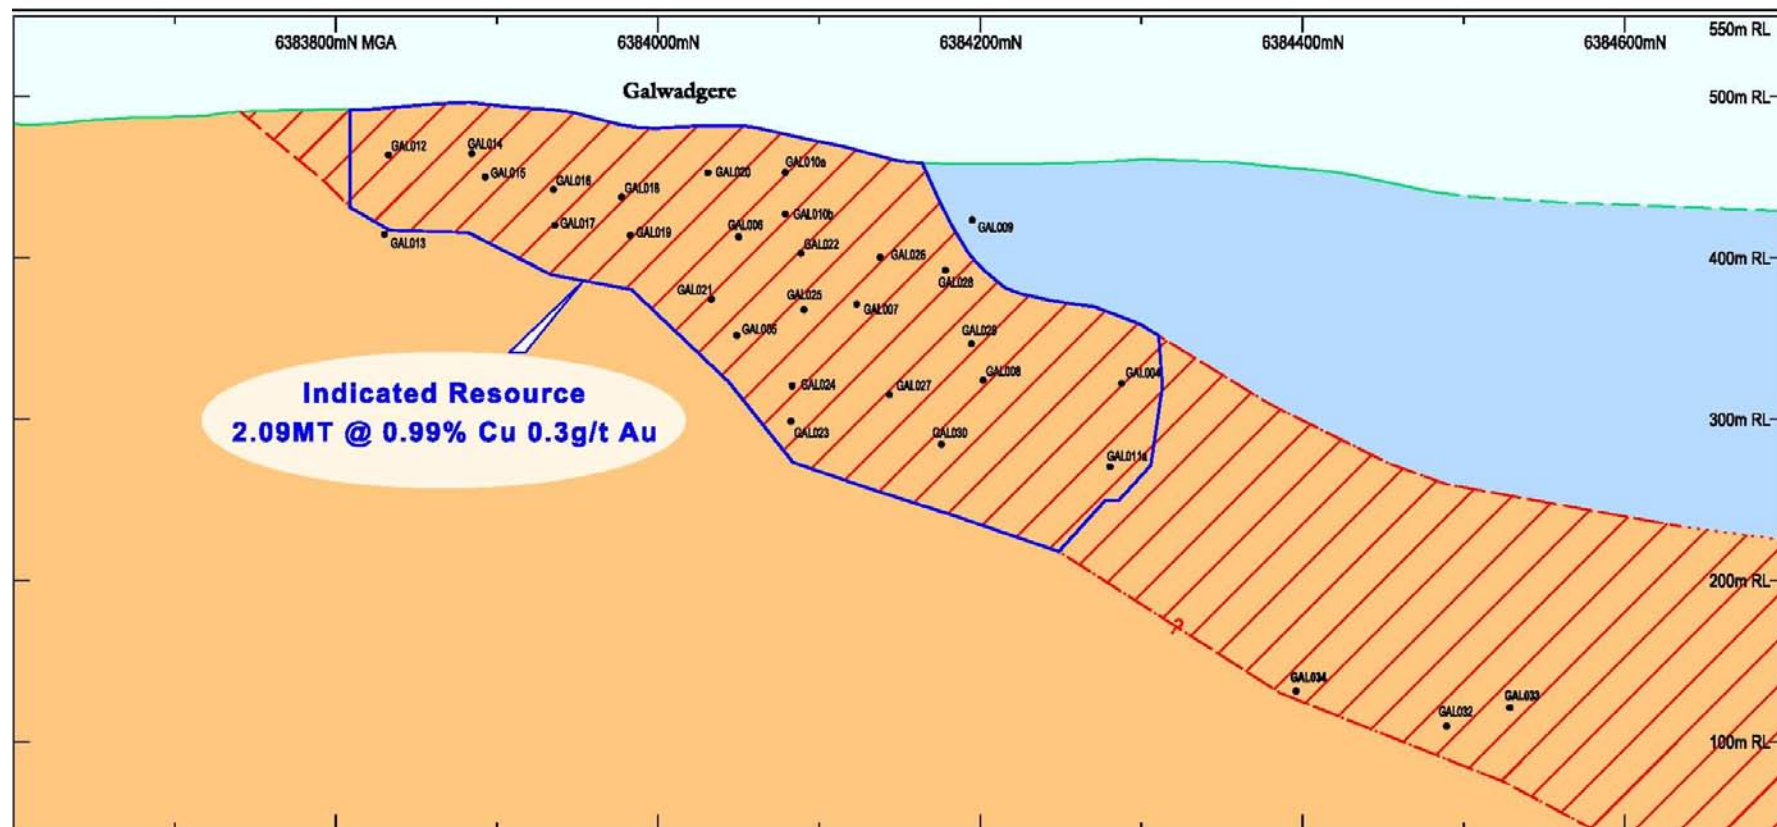 6383800mN MGA
6384000mN
6384200mN
6384400mN
6384600mN
550m RL
Galwadgere
500m RL
GAL012
GAL014
GAL015
GAL016
GAL018
GAL020
GAL010a
GAL010b
GAL017
GAL019
GAL006
GAL022
GAL026
GAL009
GAL013
GAL028
400m RL
GAL021
GAL025
GAL007
GAL005
GAL029
GAL024
GAL027
GAL008
GAL004
Indicated Resource
2.09MT @ 0.99% Cu 0.3g/t Au
GAL023
GAL030
GAL011a
300m RL
200m RL
?
GAL034
GAL032
GAL033
100m RL